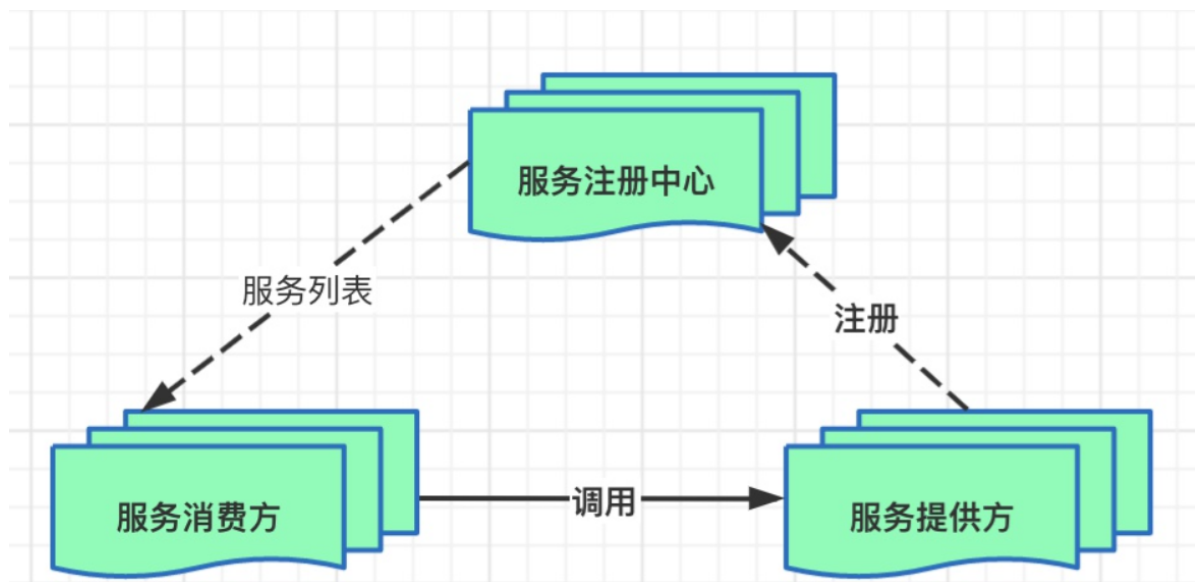 服务注册中心
服务列表
注册
服务消费方
调用
服务提供方